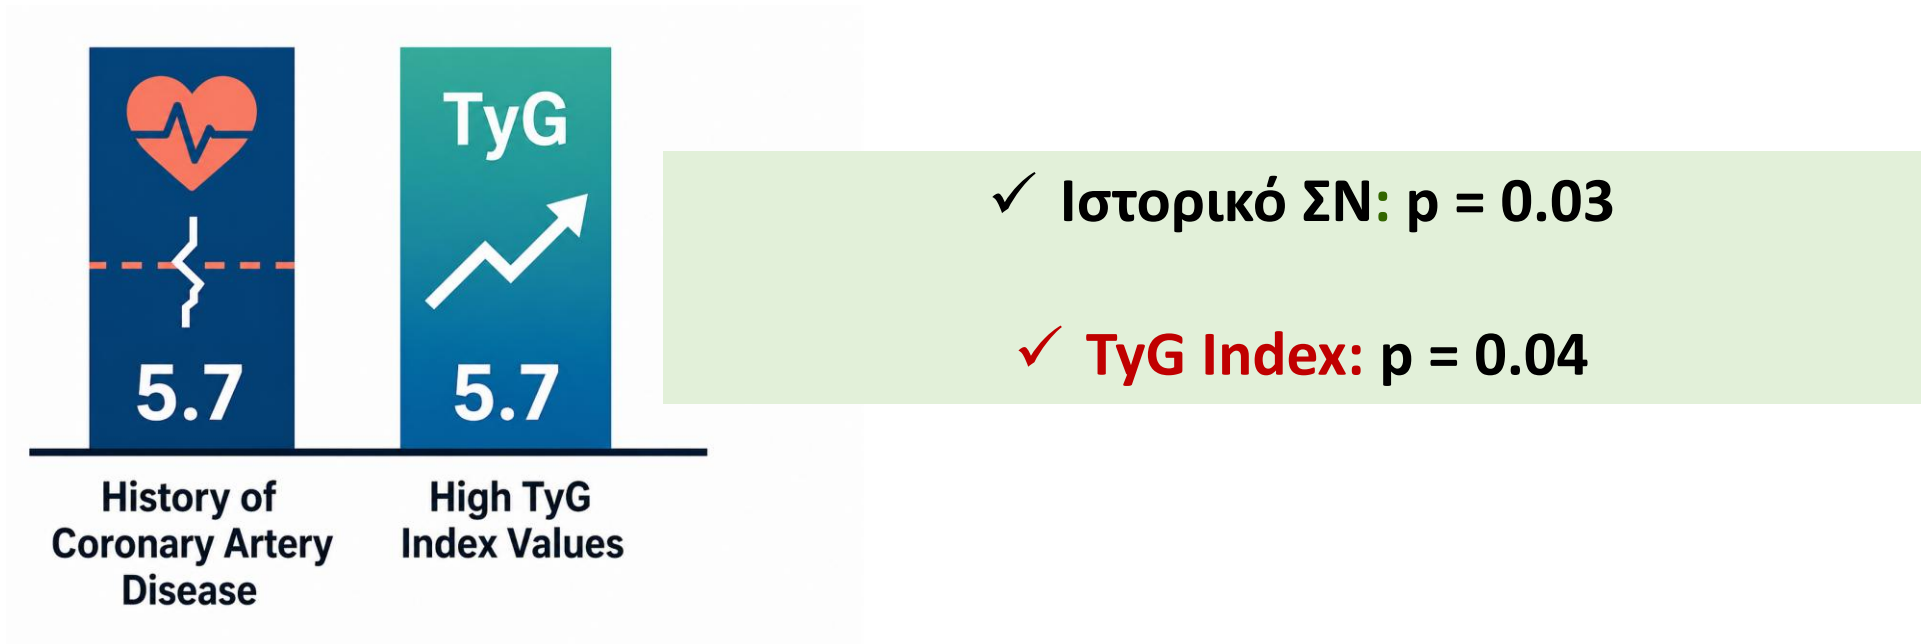 TyG
5.7
5.7
History of
Coronary Artery
Disease
High TyG
Index Values
✓ Ιστορικό ΣΝ: p = 0.03
✓ TyG Index: p = 0.04